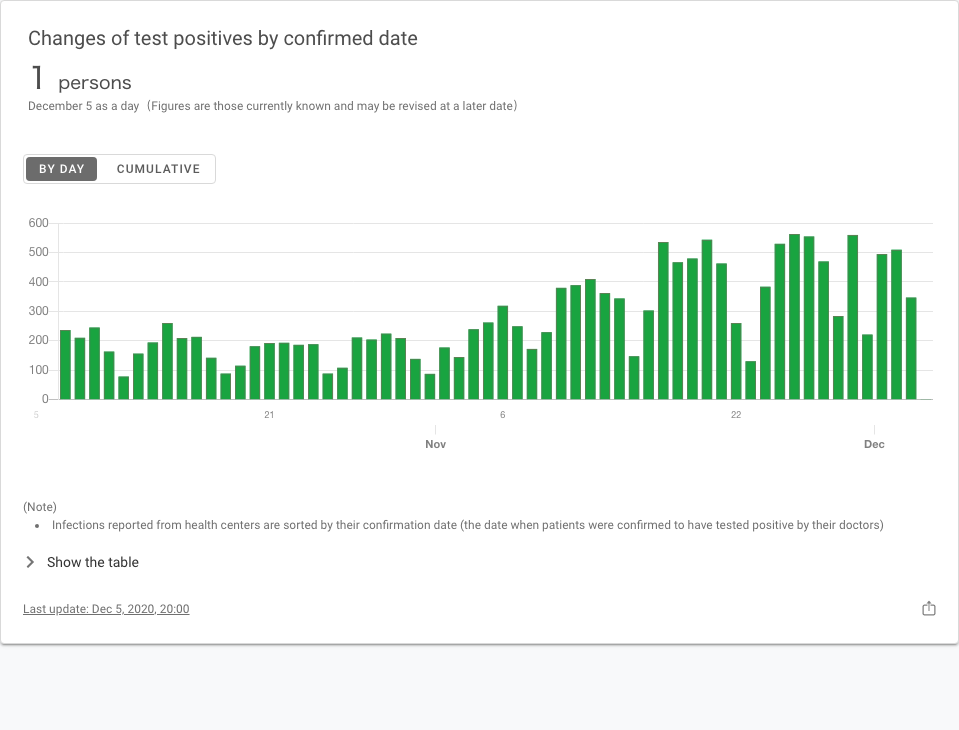 Changes of test positives by confirmed date
1 persons
December 5 as a day（Figures are those currently known and may be revised at a later date）
BY DAY CUMULATIVE
600
500
400
300
200
100
0
5 21 6 22
Nov Dec
(Note)
• Infections reported from health centers are sorted by their confirmation date (the date when patients were confirmed to have tested positive by their doctors)
Show the table
Last update: Dec 5, 2020, 20:00